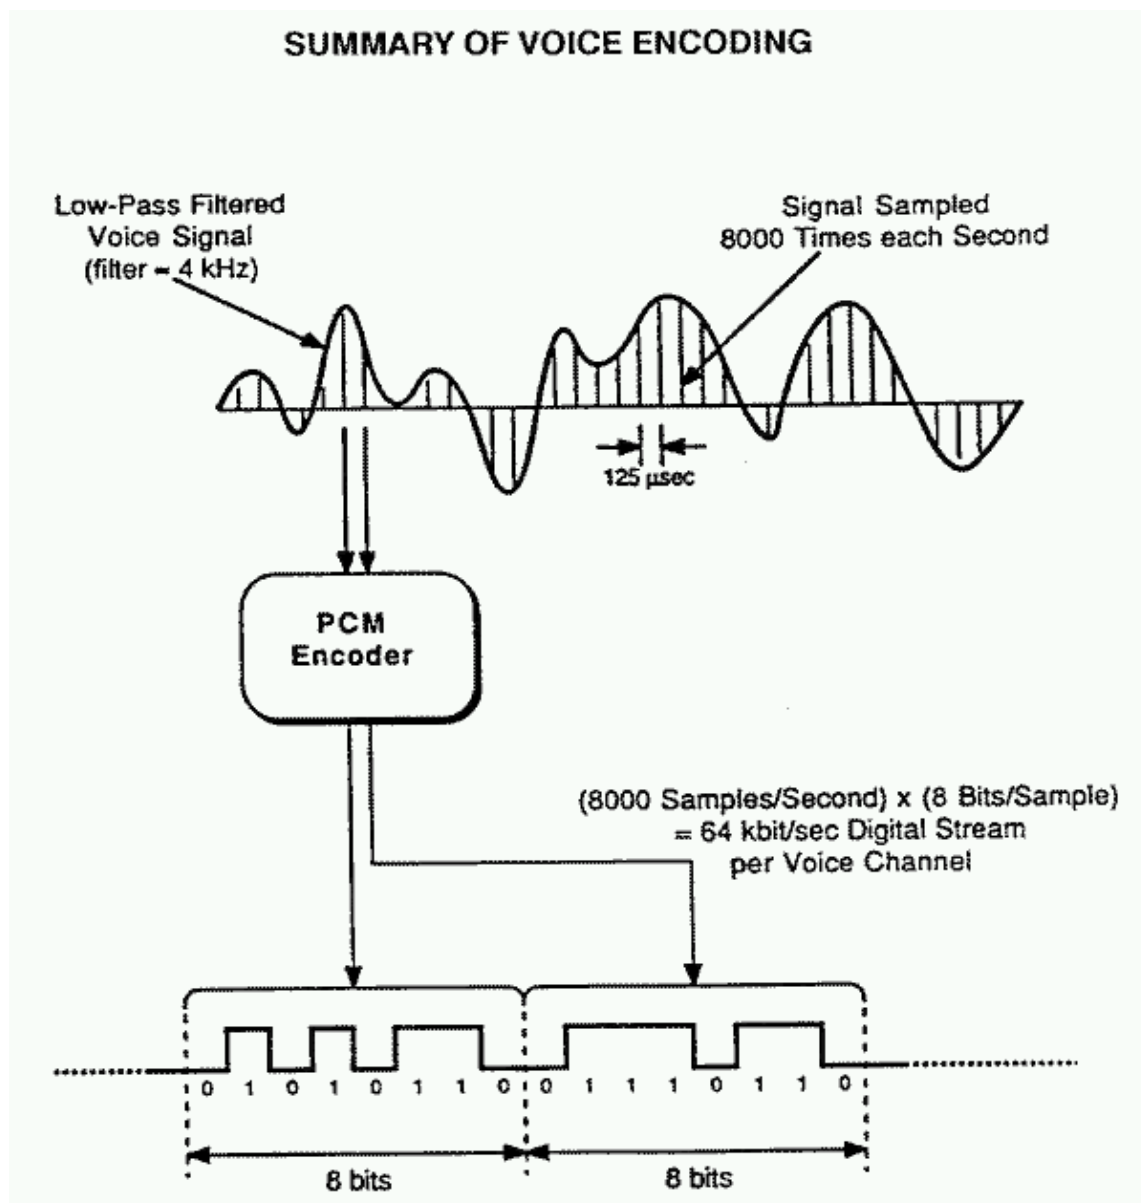 SUMMARY OF VOICE ENCODING
Low-Pass Filtered
Voice Signal
(filter ≈ 4 kHz)
Signal Sampled
8000 Times each Second
125 µsec
PCM
Encoder
(8000 Samples/Second) x (8 Bits/Sample)
= 64 kbit/sec Digital Stream
per Voice Channel
0 1 0 1 0 1 1 0 0 1 1 1 0 1 1 0
8 bits 8 bits